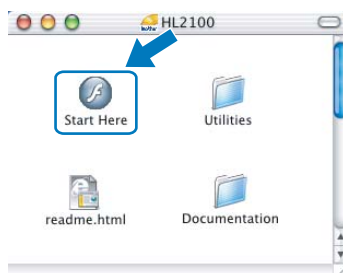 HL2100
Start Here
Utilities
readme.html
Documentation